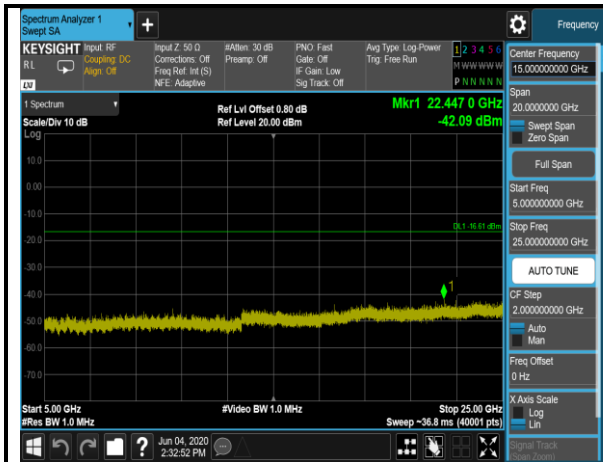 Spectrum Analyzer 1
Swept SA
+
Frequency
KEYSIGHT
RL
LXI
Input: RF
Coupling: DC
Align: Off
Input Z: 50 Ω
Corrections: Off
Freq Ref: Int (S)
NFE: Adaptive
#Atten: 30 dB
Preamp: Off
PNO: Fast
Gate: Off
IF Gain: Low
Sig Track: Off
Avg Type: Log-Power
Trig: Free Run
1 2 3 4 5 6
M W W W W W
P N N N N N
1 Spectrum
Scale/Div 10 dB
Ref Lvl Offset 0.80 dB
Ref Level 20.00 dBm
Mkr1 22.447 0 GHz
-42.09 dBm
Log
10.0
0.00
-10.0
-20.0
-30.0
-40.0
-50.0
-60.0
-70.0
DL1 -16.61 dBm
1
Start 5.00 GHz
#Res BW 1.0 MHz
#Video BW 1.0 MHz
Stop 25.00 GHz
Sweep ~36.8 ms (40001 pts)
Center Frequency
15.000000000 GHz
Span
20.0000000 GHz
Swept Span
Zero Span
Full Span
Start Freq
5.000000000 GHz
Stop Freq
25.000000000 GHz
AUTO TUNE
CF Step
2.000000000 GHz
Auto
Man
Freq Offset
0 Hz
X Axis Scale
Log
Lin
Signal Track
(Span Zoom)
?
Jun 04, 2020
2:32:52 PM